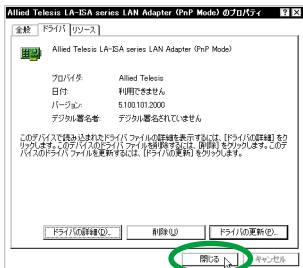 Allied Telesis LA-ISA series LAN Adapter (PnP Mode) のプロパティ
全般 ドライバ リソース
Allied Telesis LA-ISA series LAN Adapter (PnP Mode)
プロバイダ: Allied Telesis
日付: 利用できません
バージョン: 5.100.101.2000
デジタル署名者: デジタル署名されていません
このデバイスで読み込まれたドライバ ファイルの詳細を表示するには、[ドライバの詳細] をク
リックします。このデバイスのドライバ ファイルを削除するには、[削除] をクリックします。このデ
バイスのドライバ ファイルを更新するには、[ドライバの更新] をクリックします。
ドライバの詳細(D)... 削除(U) ドライバの更新(P)...
閉じる キャンセル